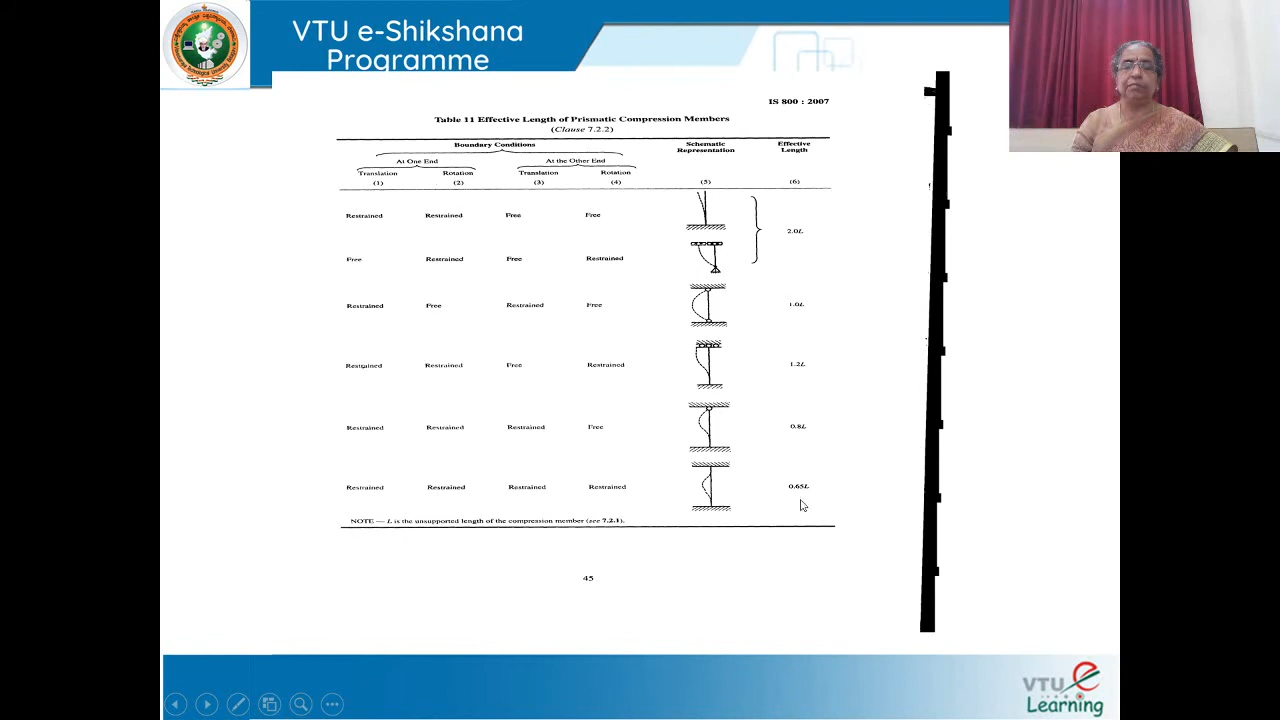 VTU e-Shikshana
Programme
IS 800 : 2007
Table 11 Effective Length of Prismatic Compression Members
(Clause 7.2.2)
Boundary Conditions Schematic Representation Effective Length
At One End At the Other End
Translation Rotation Translation Rotation
(1) (2) (3) (4) (5) (6)
Restrained Restrained Free Free
2.0L
Free Restrained Free Restrained
Restrained Free Restrained Free 1.0L
Restrained Restrained Free Restrained 1.2L
Restrained Restrained Restrained Free 0.8L
Restrained Restrained Restrained Restrained 0.65L
NOTE — L is the unsupported length of the compression member (see 7.2.1).
45
VTU
Learning